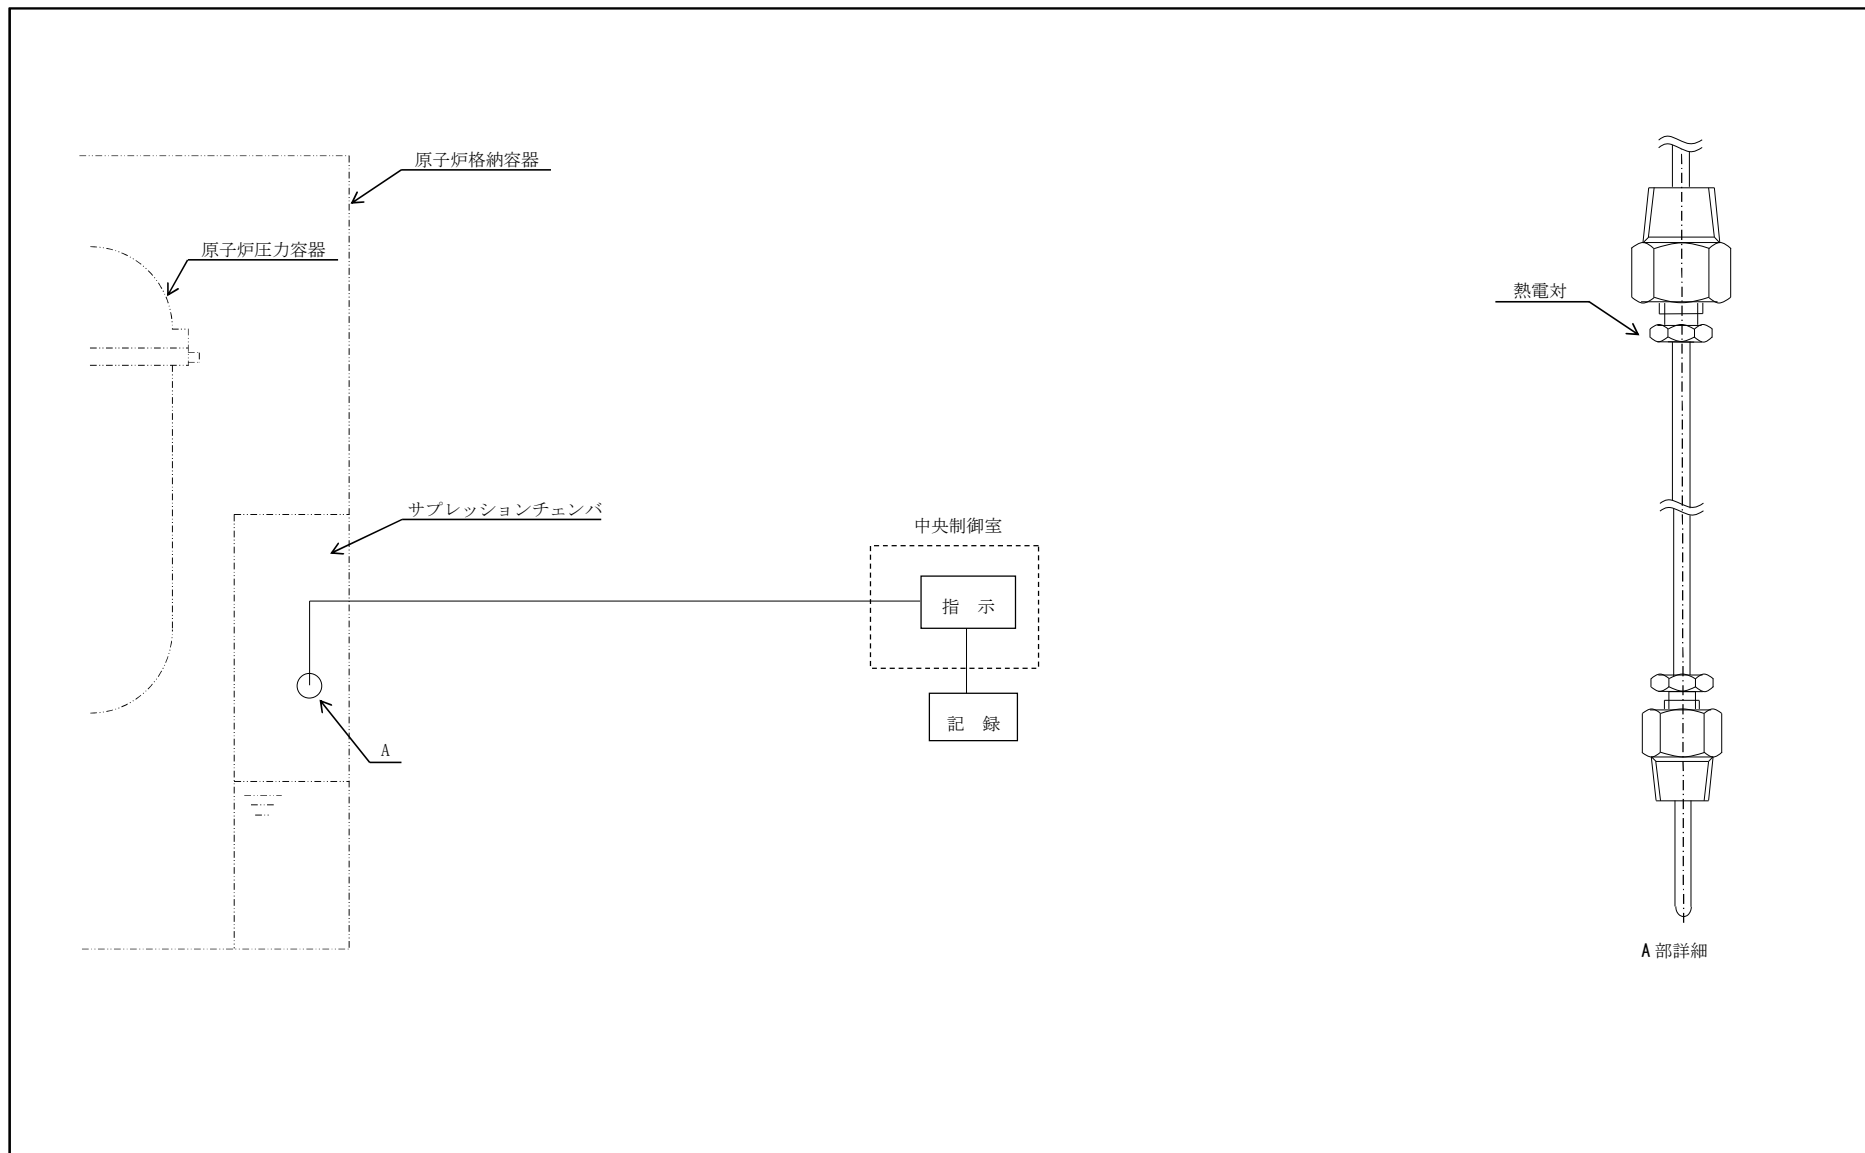 原子炉格納容器
原子炉圧力容器
熱電対
サプレッションチェンバ
中央制御室
指 示
記 録
A
A 部詳細